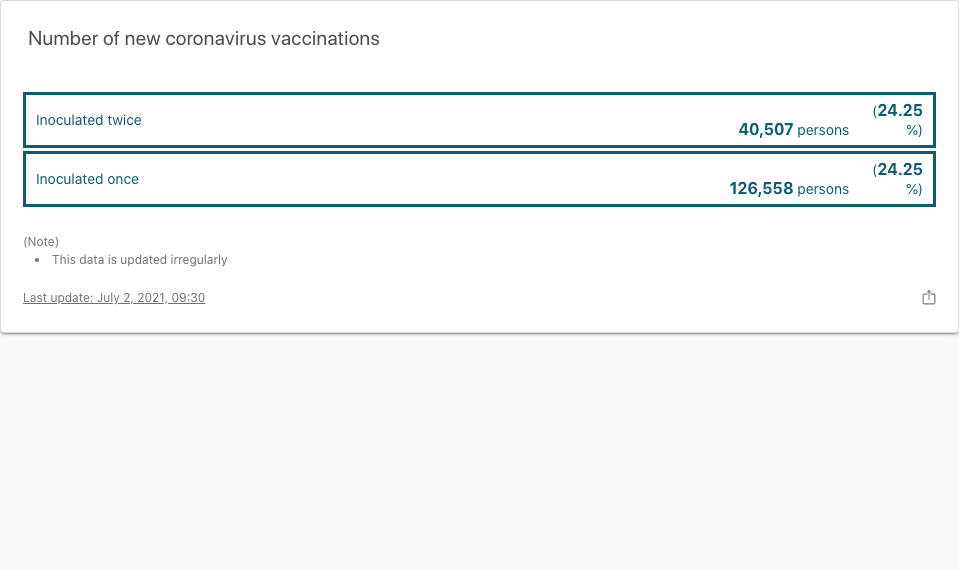 Number of new coronavirus vaccinations
Inoculated twice 40,507 persons (24.25 %)
Inoculated once 126,558 persons (24.25 %)
(Note)
• This data is updated irregularly
Last update: July 2, 2021, 09:30